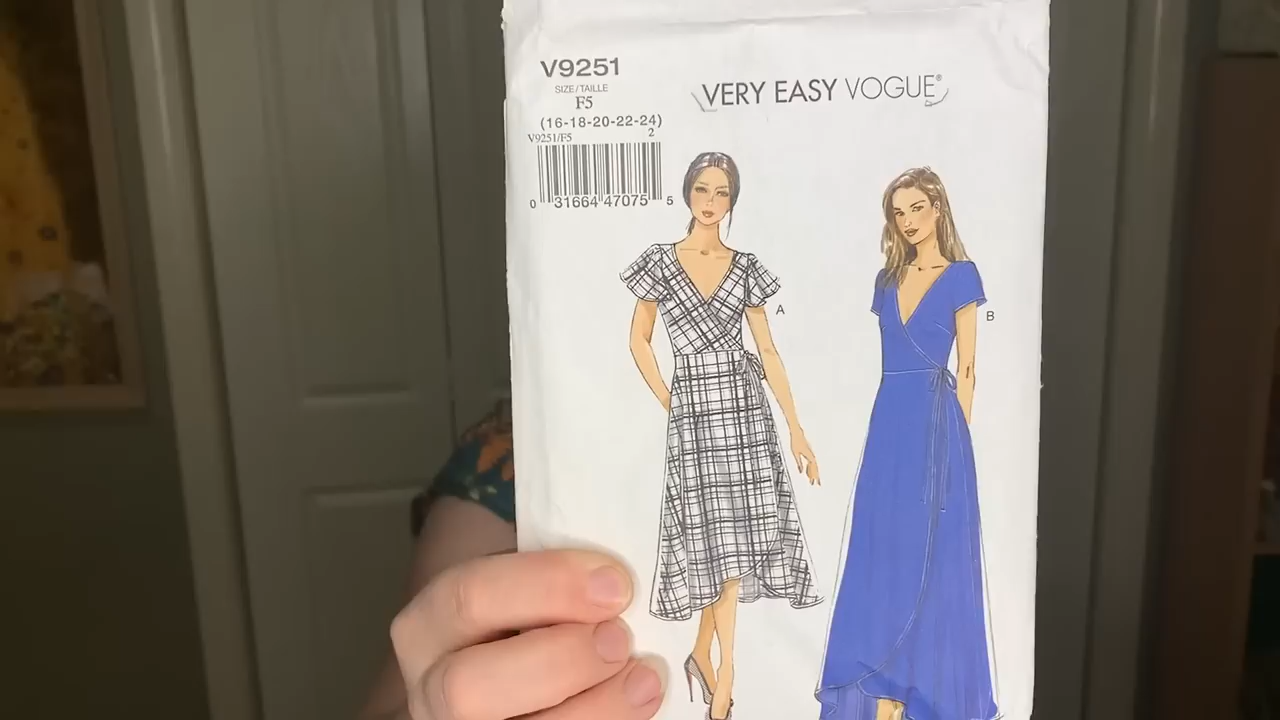 V9251
SIZE/TAILLE
F5
(16-18-20-22-24)
V9251/F5 2
0 31664 47075 5
VERY EASY VOGUE®
A
B